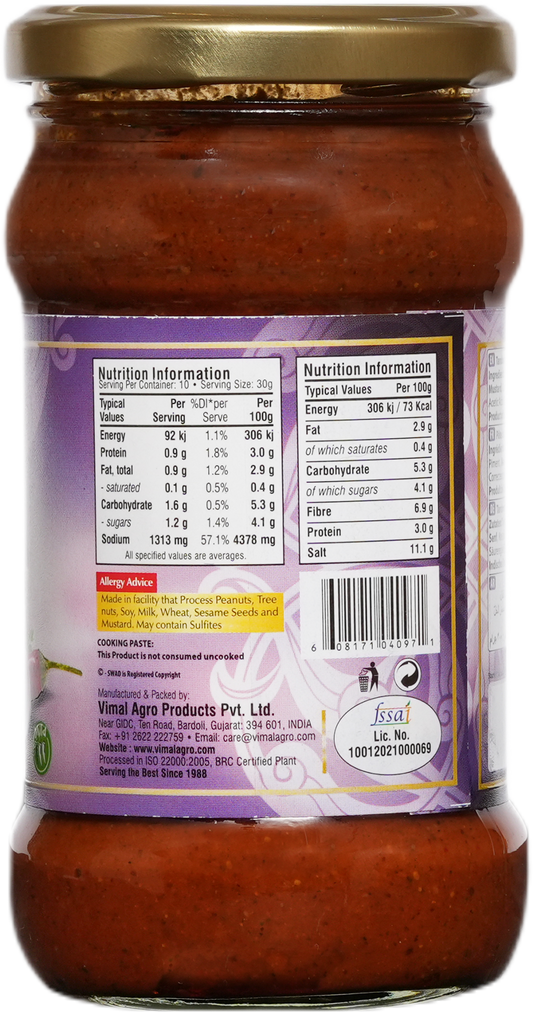 Nutrition Information
Serving Per Container: 10 • Serving Size: 30g
Typical Values Per Serving %DI*per Serve Per 100g
Energy 92 kj 1.1% 306 kj
Protein 0.9 g 1.8% 3.0 g
Fat, total 0.9 g 1.2% 2.9 g
- saturated 0.1 g 0.5% 0.4 g
Carbohydrate 1.6 g 0.5% 5.3 g
- sugars 1.2 g 1.4% 4.1 g
Sodium 1313 mg 57.1% 4378 mg
All specified values are averages.
Nutrition Information
Typical Values Per 100g
Energy 306 kj / 73 Kcal
Fat 2.9 g
of which saturates 0.4 g
Carbohydrate 5.3 g
of which sugars 4.1 g
Fibre 6.9 g
Protein 3.0 g
Salt 11.1 g
Allergy Advice
Made in facility that Process Peanuts, Tree
nuts, Soy, Milk, Wheat, Sesame Seeds and
Mustard. May contain Sulfites
6 08171 04097 1
COOKING PASTE:
This Product is not consumed uncooked
© - SWAD is Registered Copyright
Manufactured & Packed by:
Vimal Agro Products Pvt. Ltd.
Near GIDC, Ten Road, Bardoli, Gujarat: 394 601, INDIA
Fax: +91 2622 222759 • Email: care@vimalagro.com
Website : www.vimalagro.com
Processed in ISO 22000:2005, BRC Certified Plant
Serving the Best Since 1988
fssai
Lic. No.
10012021000069